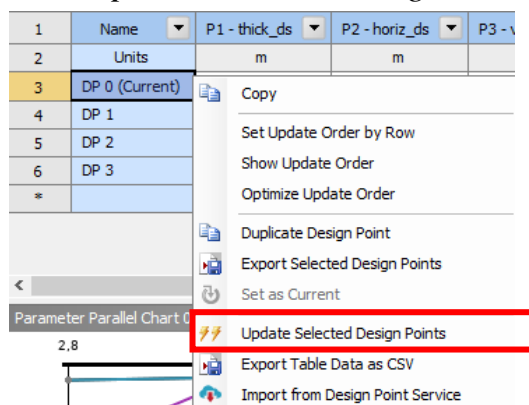 1 Name P1 - thick_ds P2 - horiz_ds P3 -
2 Units m m
3 DP 0 (Current)
4 DP 1
5 DP 2
6 DP 3
*
Copy
Set Update Order by Row
Show Update Order
Optimize Update Order
Duplicate Design Point
Export Selected Design Points
Set as Current
Update Selected Design Points
Export Table Data as CSV
Import from Design Point Service
Parameter Parallel Chart
2,8